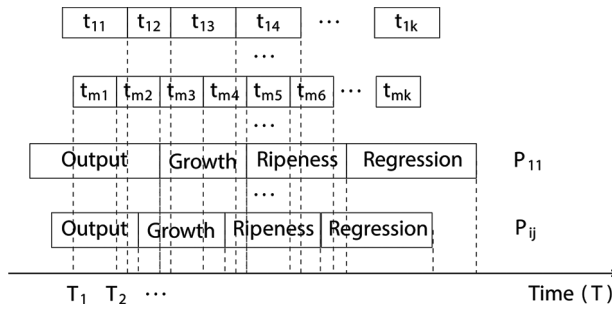 t11 t12 t13 t14 ··· t1k
···
tm1 tm2 tm3 tm4 tm5 tm6 ··· tmk
···
Output Growth Ripeness Regression P11
···
Output Growth Ripeness Regression Pij
T1 T2 ··· Time (T)